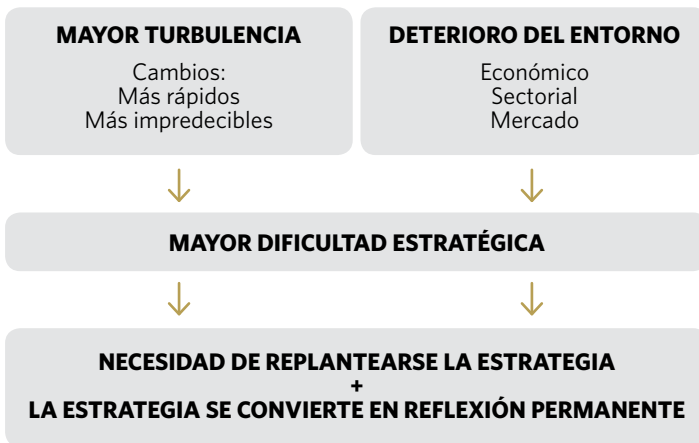 MAYOR TURBULENCIA
Cambios:
Más rápidos
Más impredecibles
DETERIORO DEL ENTORNO
Económico
Sectorial
Mercado
MAYOR DIFICULTAD ESTRATÉGICA
NECESIDAD DE REPLANTEARSE LA ESTRATEGIA
+
LA ESTRATEGIA SE CONVIERTE EN REFLEXIÓN PERMANENTE